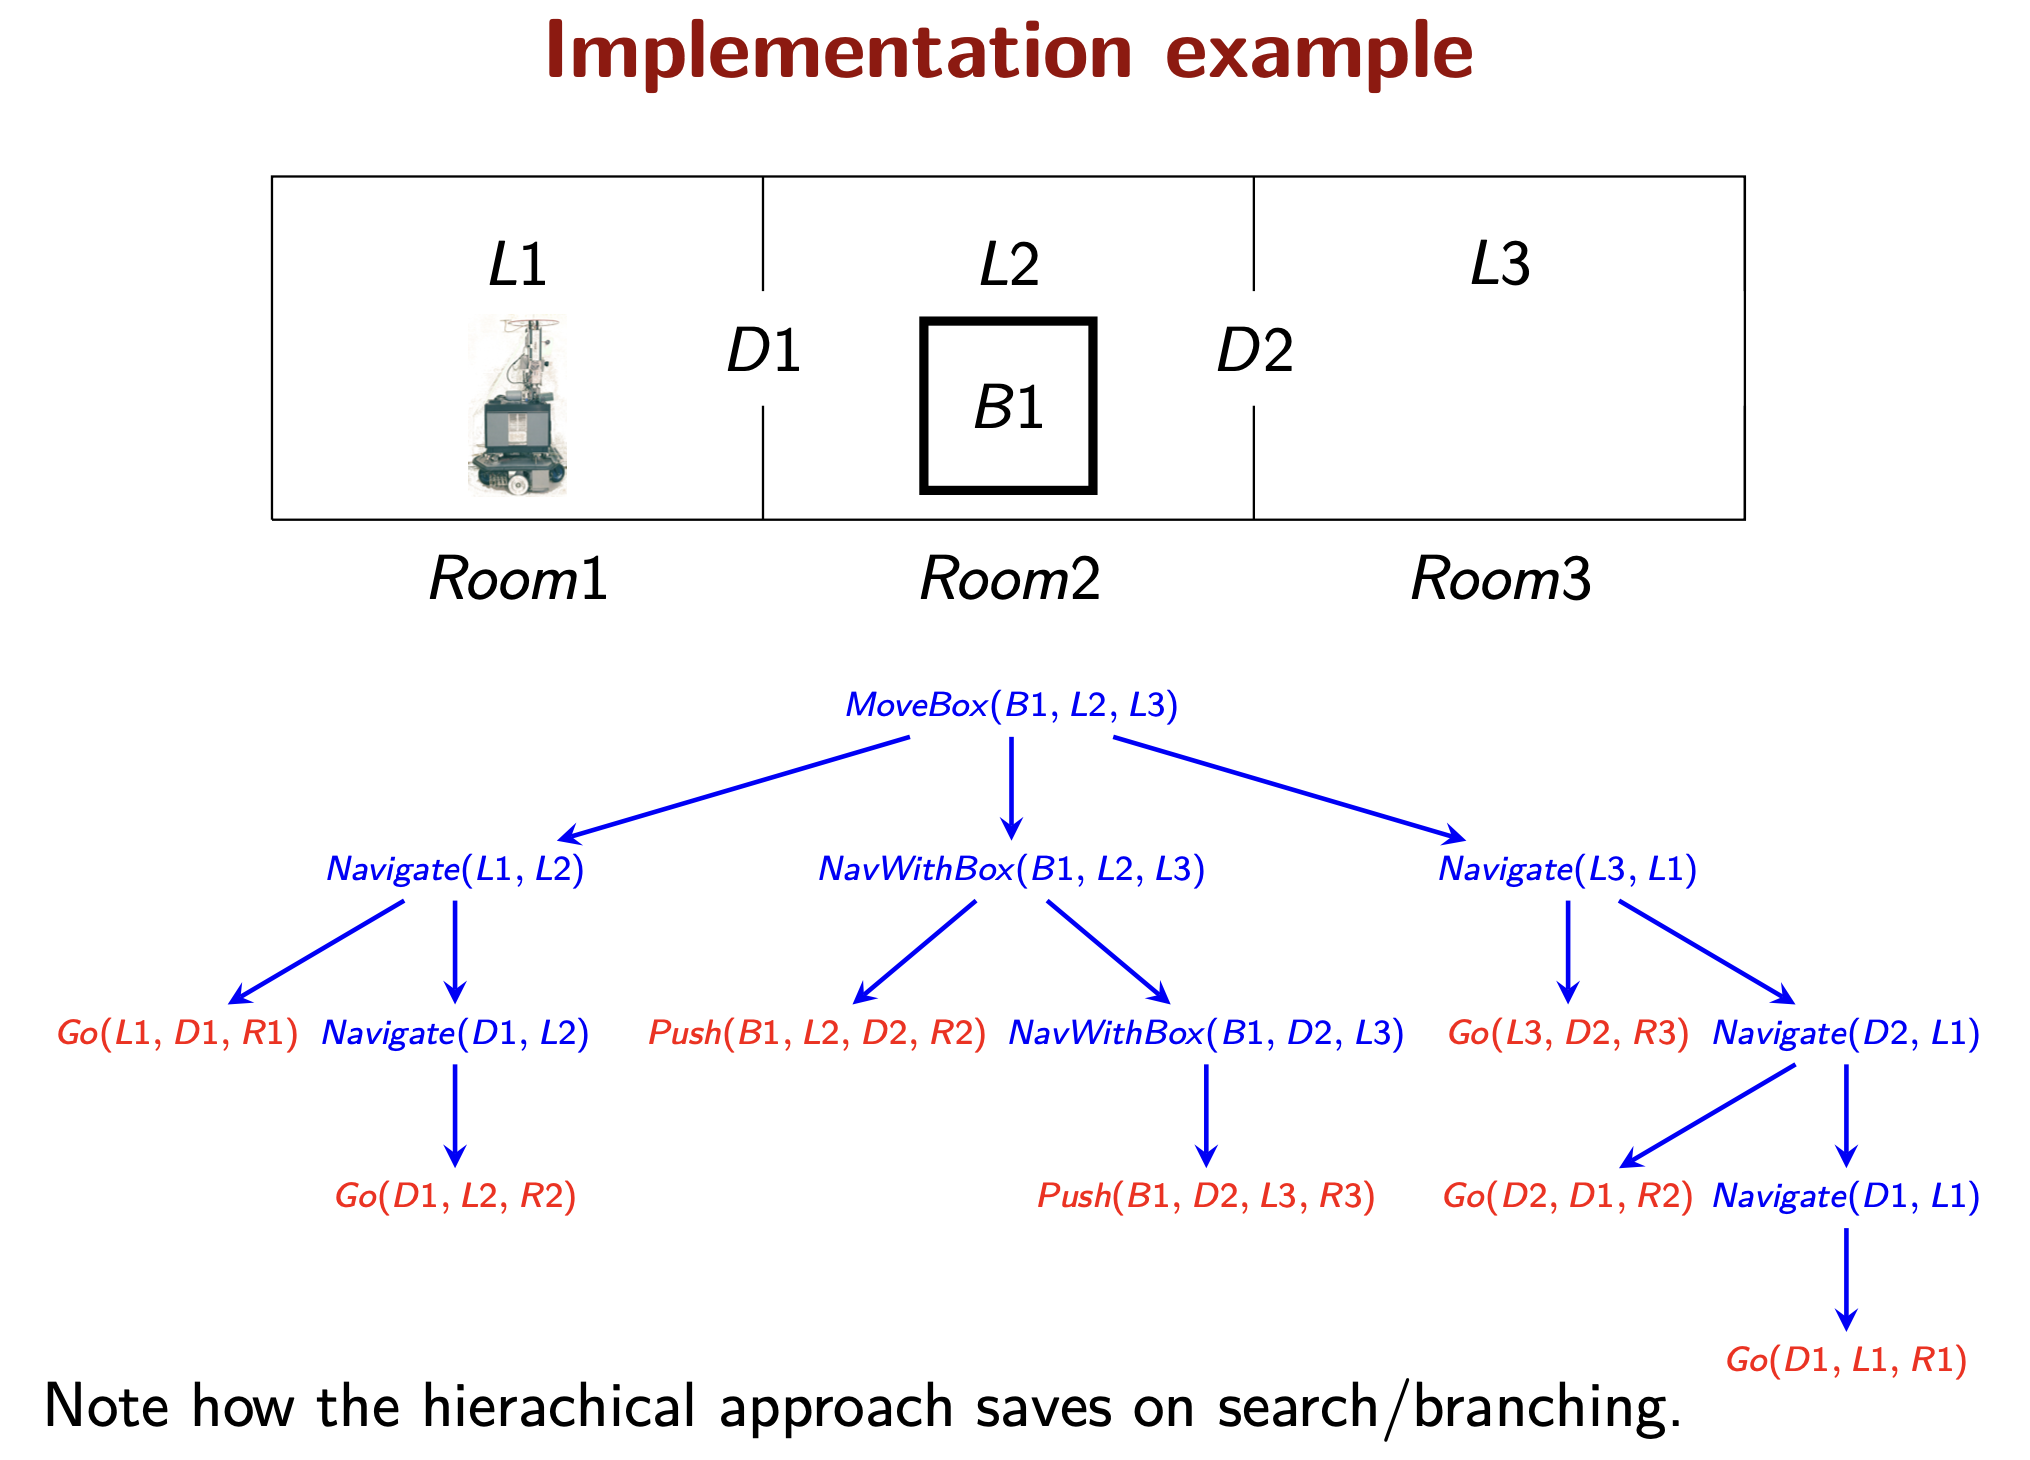 Implementation example
L1 L2 L3
D1 D2
B1
Room1 Room2 Room3
MoveBox(B1, L2, L3)
Navigate(L1, L2) NavWithBox(B1, L2, L3) Navigate(L3, L1)
Go(L1, D1, R1) Navigate(D1, L2) Push(B1, L2, D2, R2) NavWithBox(B1, D2, L3) Go(L3, D2, R3) Navigate(D2, L1)
Go(D1, L2, R2) Push(B1, D2, L3, R3) Go(D2, D1, R2) Navigate(D1, L1)
Go(D1, L1, R1)
Note how the hierachical approach saves on search/branching.